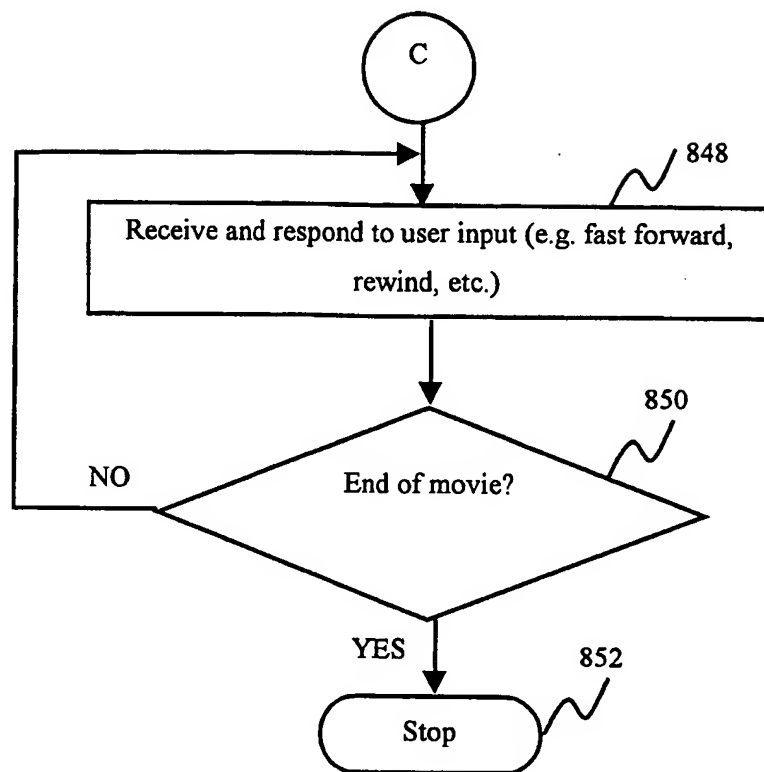 C
848
Receive and respond to user input (e.g. fast forward,
rewind, etc.)
850
End of movie?
NO
YES
852
Stop